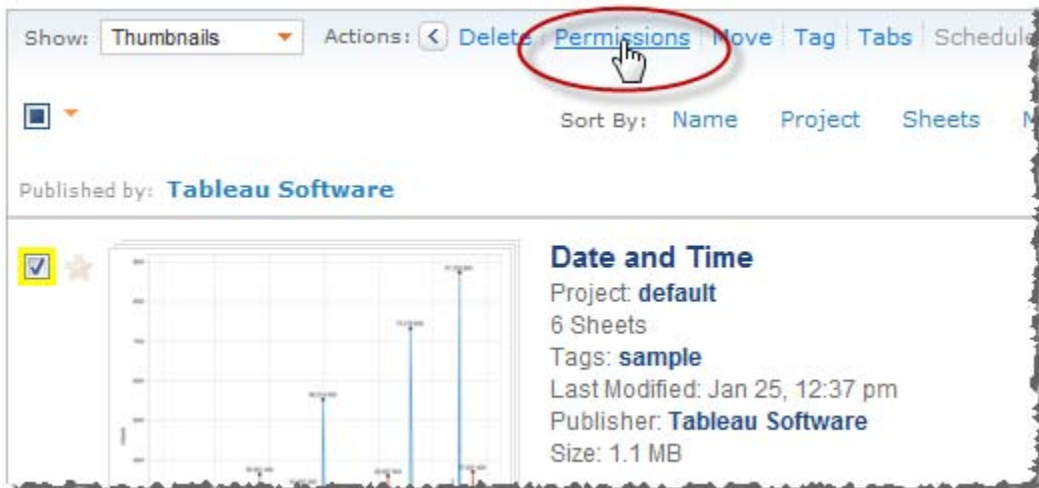 Show: Thumbnails Actions: Delete Permissions Move Tag Tabs Schedule
Sort By: Name Project Sheets
Published by: Tableau Software
Date and Time
Project: default
6 Sheets
Tags: sample
Last Modified: Jan 25, 12:37 pm
Publisher: Tableau Software
Size: 1.1 MB